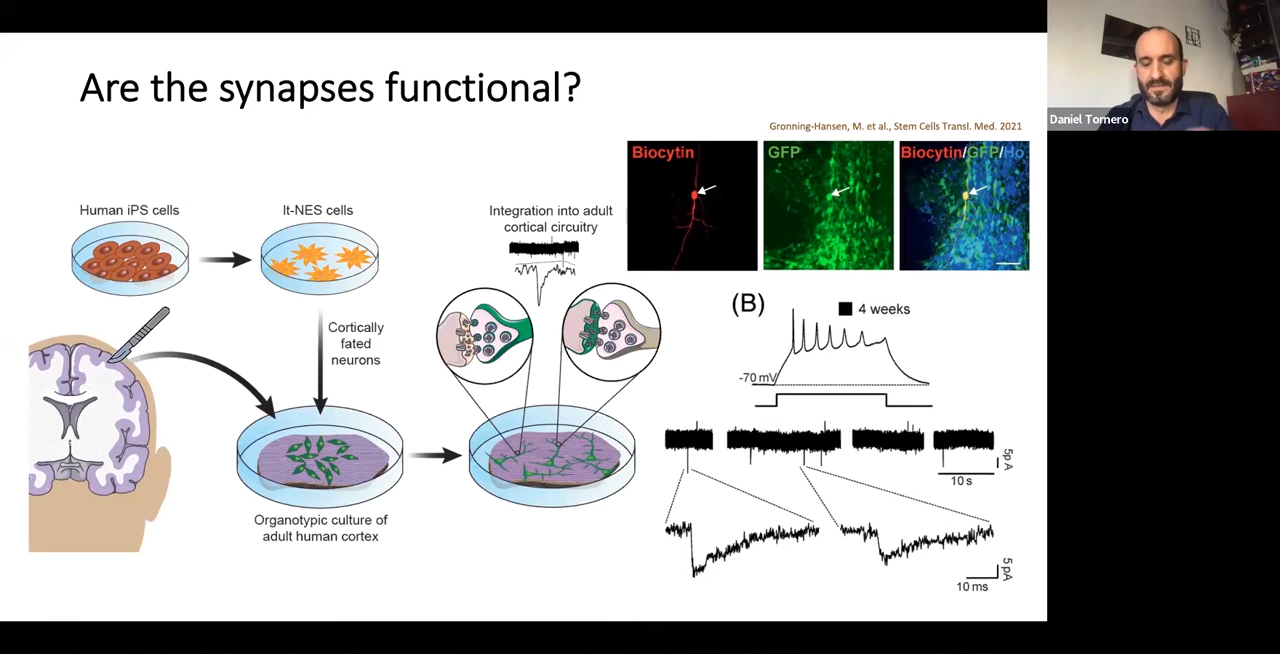 Are the synapses functional?
Daniel Tornero
Gronning-Hansen, M. et al., Stem Cells Transl. Med. 2021
Biocytin
GFP
Biocytin/GFP/Ho
Human iPS cells
lt-NES cells
Integration into adult
cortical circuitry
Cortically
fated
neurons
Organotypic culture of
adult human cortex
(B)
4 weeks
-70 mV
5pA
10 s
5 pA
10 ms